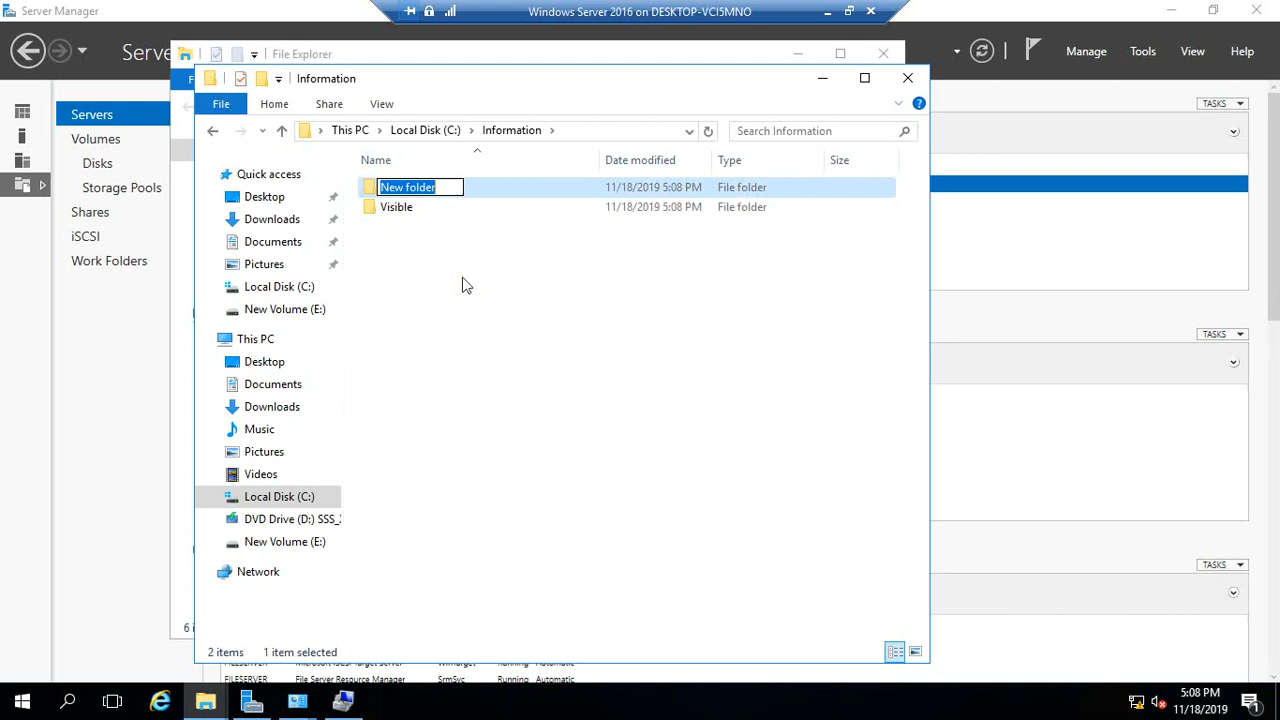 Server Manager
Windows Server 2016 on DESKTOP-VCI5MNO
File Explorer
Manage Tools View Help
Information
File Home Share View
This PC Local Disk (C:) Information
Search Information
Name Date modified Type Size
New folder 11/18/2019 5:08 PM File folder
Visible 11/18/2019 5:08 PM File folder
Servers
Volumes
Disks
Storage Pools
Shares
iSCSI
Work Folders
Quick access
Desktop
Downloads
Documents
Pictures
Local Disk (C:)
New Volume (E:)
This PC
Desktop
Documents
Downloads
Music
Pictures
Videos
Local Disk (C:)
DVD Drive (D:) SSS_
New Volume (E:)
Network
TASKS
TASKS
TASKS
2 items 1 item selected
FILESERVER File Server Resource Manager SrmSvc Running Automatic
5:08 PM
11/18/2019